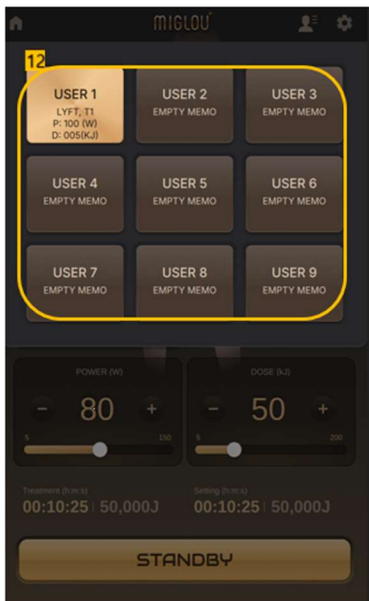 MIGLOU
12
USER 1
LYFT, T1
P: 100 (W)
D: 005(KJ)
USER 2
EMPTY MEMO
USER 3
EMPTY MEMO
USER 4
EMPTY MEMO
USER 5
EMPTY MEMO
USER 6
EMPTY MEMO
USER 7
EMPTY MEMO
USER 8
EMPTY MEMO
USER 9
EMPTY MEMO
POWER (W)
- 80 +
5 150
DOSE (kJ)
- 50 +
5 200
Treatment (h:m:s)
00:10:25 | 50,000J
Setting (h:m:s)
00:10:25 | 50,000J
STANDBY